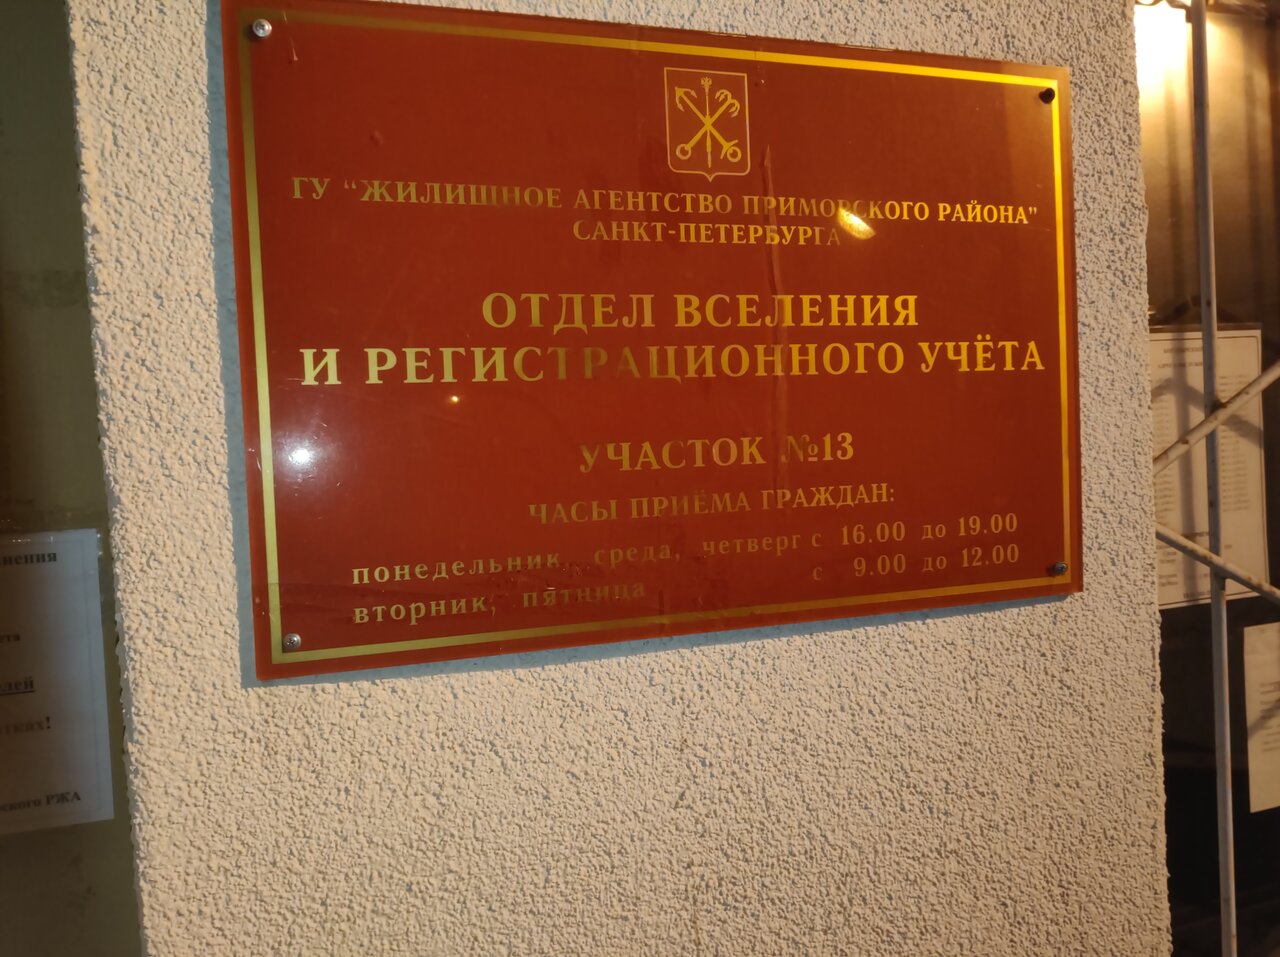 ГУ "ЖИЛИЩНОЕ АГЕНТСТВО ПРИМОРСКОГО РАЙОНА"
САНКТ-ПЕТЕРБУРГА
ОТДЕЛ ВСЕЛЕНИЯ
И РЕГИСТРАЦИОННОГО УЧЁТА
УЧАСТОК №13
ЧАСЫ ПРИЁМА ГРАЖДАН:
понедельник, среда, четверг с 16.00 до 19.00
вторник, пятница с 9.00 до 12.00
РЖА